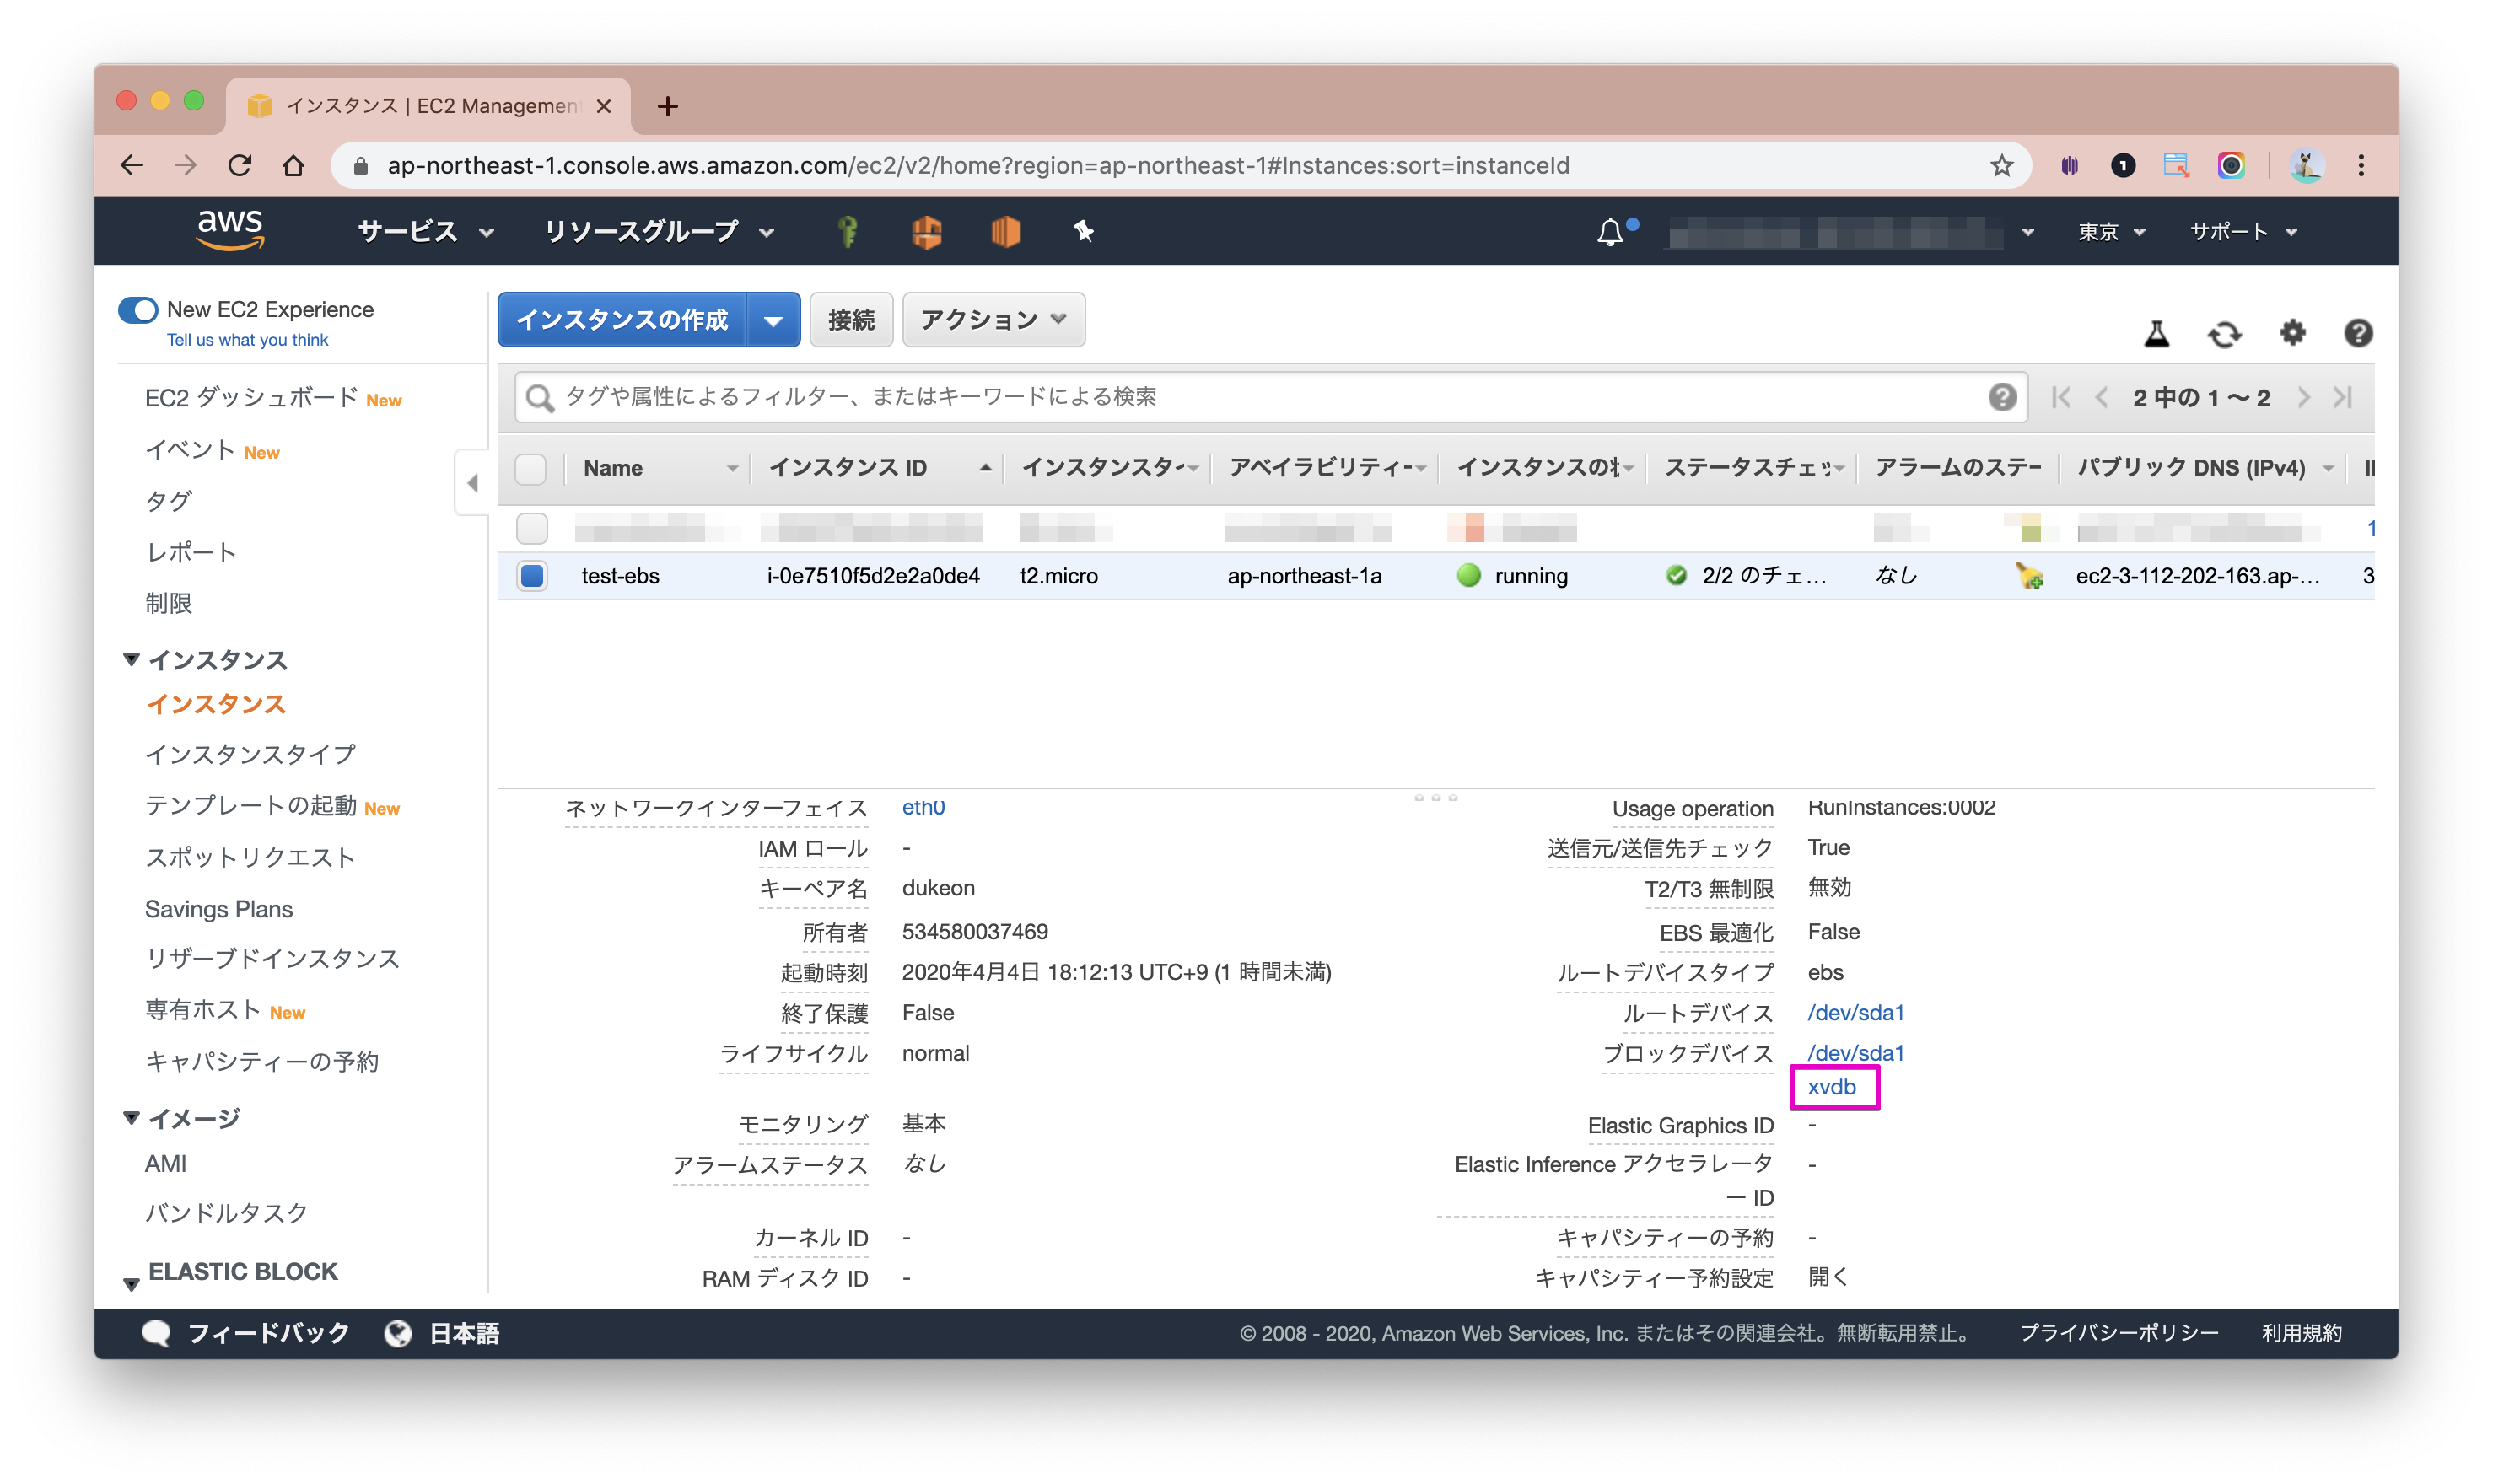 インスタンス | EC2 Management
ap-northeast-1.console.aws.amazon.com/ec2/v2/home?region=ap-northeast-1#Instances:sort=instanceId
aws
サービス
リソースグループ
東京
サポート
New EC2 Experience
Tell us what you think
EC2 ダッシュボード New
イベント New
タグ
レポート
制限
インスタンス
インスタンス
インスタンスタイプ
テンプレートの起動 New
スポットリクエスト
Savings Plans
リザーブドインスタンス
専有ホスト New
キャパシティーの予約
イメージ
AMI
バンドルタスク
ELASTIC BLOCK
インスタンスの作成
接続
アクション
タグや属性によるフィルター、またはキーワードによる検索
2 中の 1 ～ 2
Name インスタンス ID インスタンスタイ アベイラビリティー インスタンスの状 ステータスチェッ アラームのステー パブリック DNS (IPv4)
1
test-ebs i-0e7510f5d2e2a0de4 t2.micro ap-northeast-1a running 2/2 のチェ... なし ec2-3-112-202-163.ap-... 3
ネットワークインターフェイス eth0
IAM ロール -
キーペア名 dukeon
所有者 534580037469
起動時刻 2020年4月4日 18:12:13 UTC+9 (1 時間未満)
終了保護 False
ライフサイクル normal
モニタリング 基本
アラームステータス なし
カーネル ID -
RAM ディスク ID -
Usage operation RunInstances:0002
送信元/送信先チェック True
T2/T3 無制限 無効
EBS 最適化 False
ルートデバイスタイプ ebs
ルートデバイス /dev/sda1
ブロックデバイス /dev/sda1
xvdb
Elastic Graphics ID -
Elastic Inference アクセラレータ -
ー ID
キャパシティーの予約 -
キャパシティー予約設定 開く
フィードバック
日本語
© 2008 - 2020, Amazon Web Services, Inc. またはその関連会社。無断転用禁止。
プライバシーポリシー
利用規約